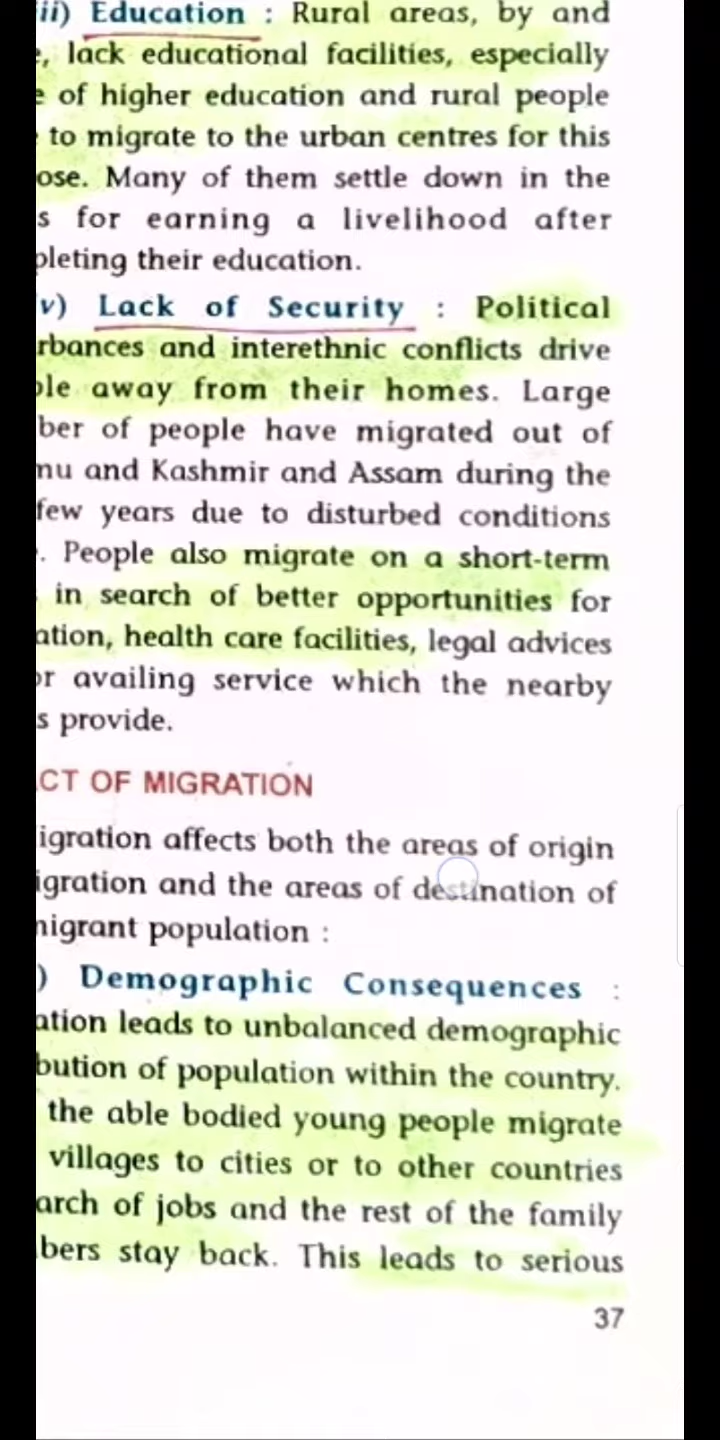 ii) Education : Rural areas, by and
e, lack educational facilities, especially
e of higher education and rural people
to migrate to the urban centres for this
ose. Many of them settle down in the
s for earning a livelihood after
pleting their education.
v) Lack of Security : Political
rbances and interethnic conflicts drive
ple away from their homes. Large
ber of people have migrated out of
mu and Kashmir and Assam during the
few years due to disturbed conditions
. People also migrate on a short-term
in search of better opportunities for
ation, health care facilities, legal advices
or availing service which the nearby
s provide.
CT OF MIGRATION
igration affects both the areas of origin
igration and the areas of destination of
migrant population :
) Demographic Consequences :
ation leads to unbalanced demographic
bution of population within the country.
the able bodied young people migrate
villages to cities or to other countries
arch of jobs and the rest of the family
bers stay back. This leads to serious
37